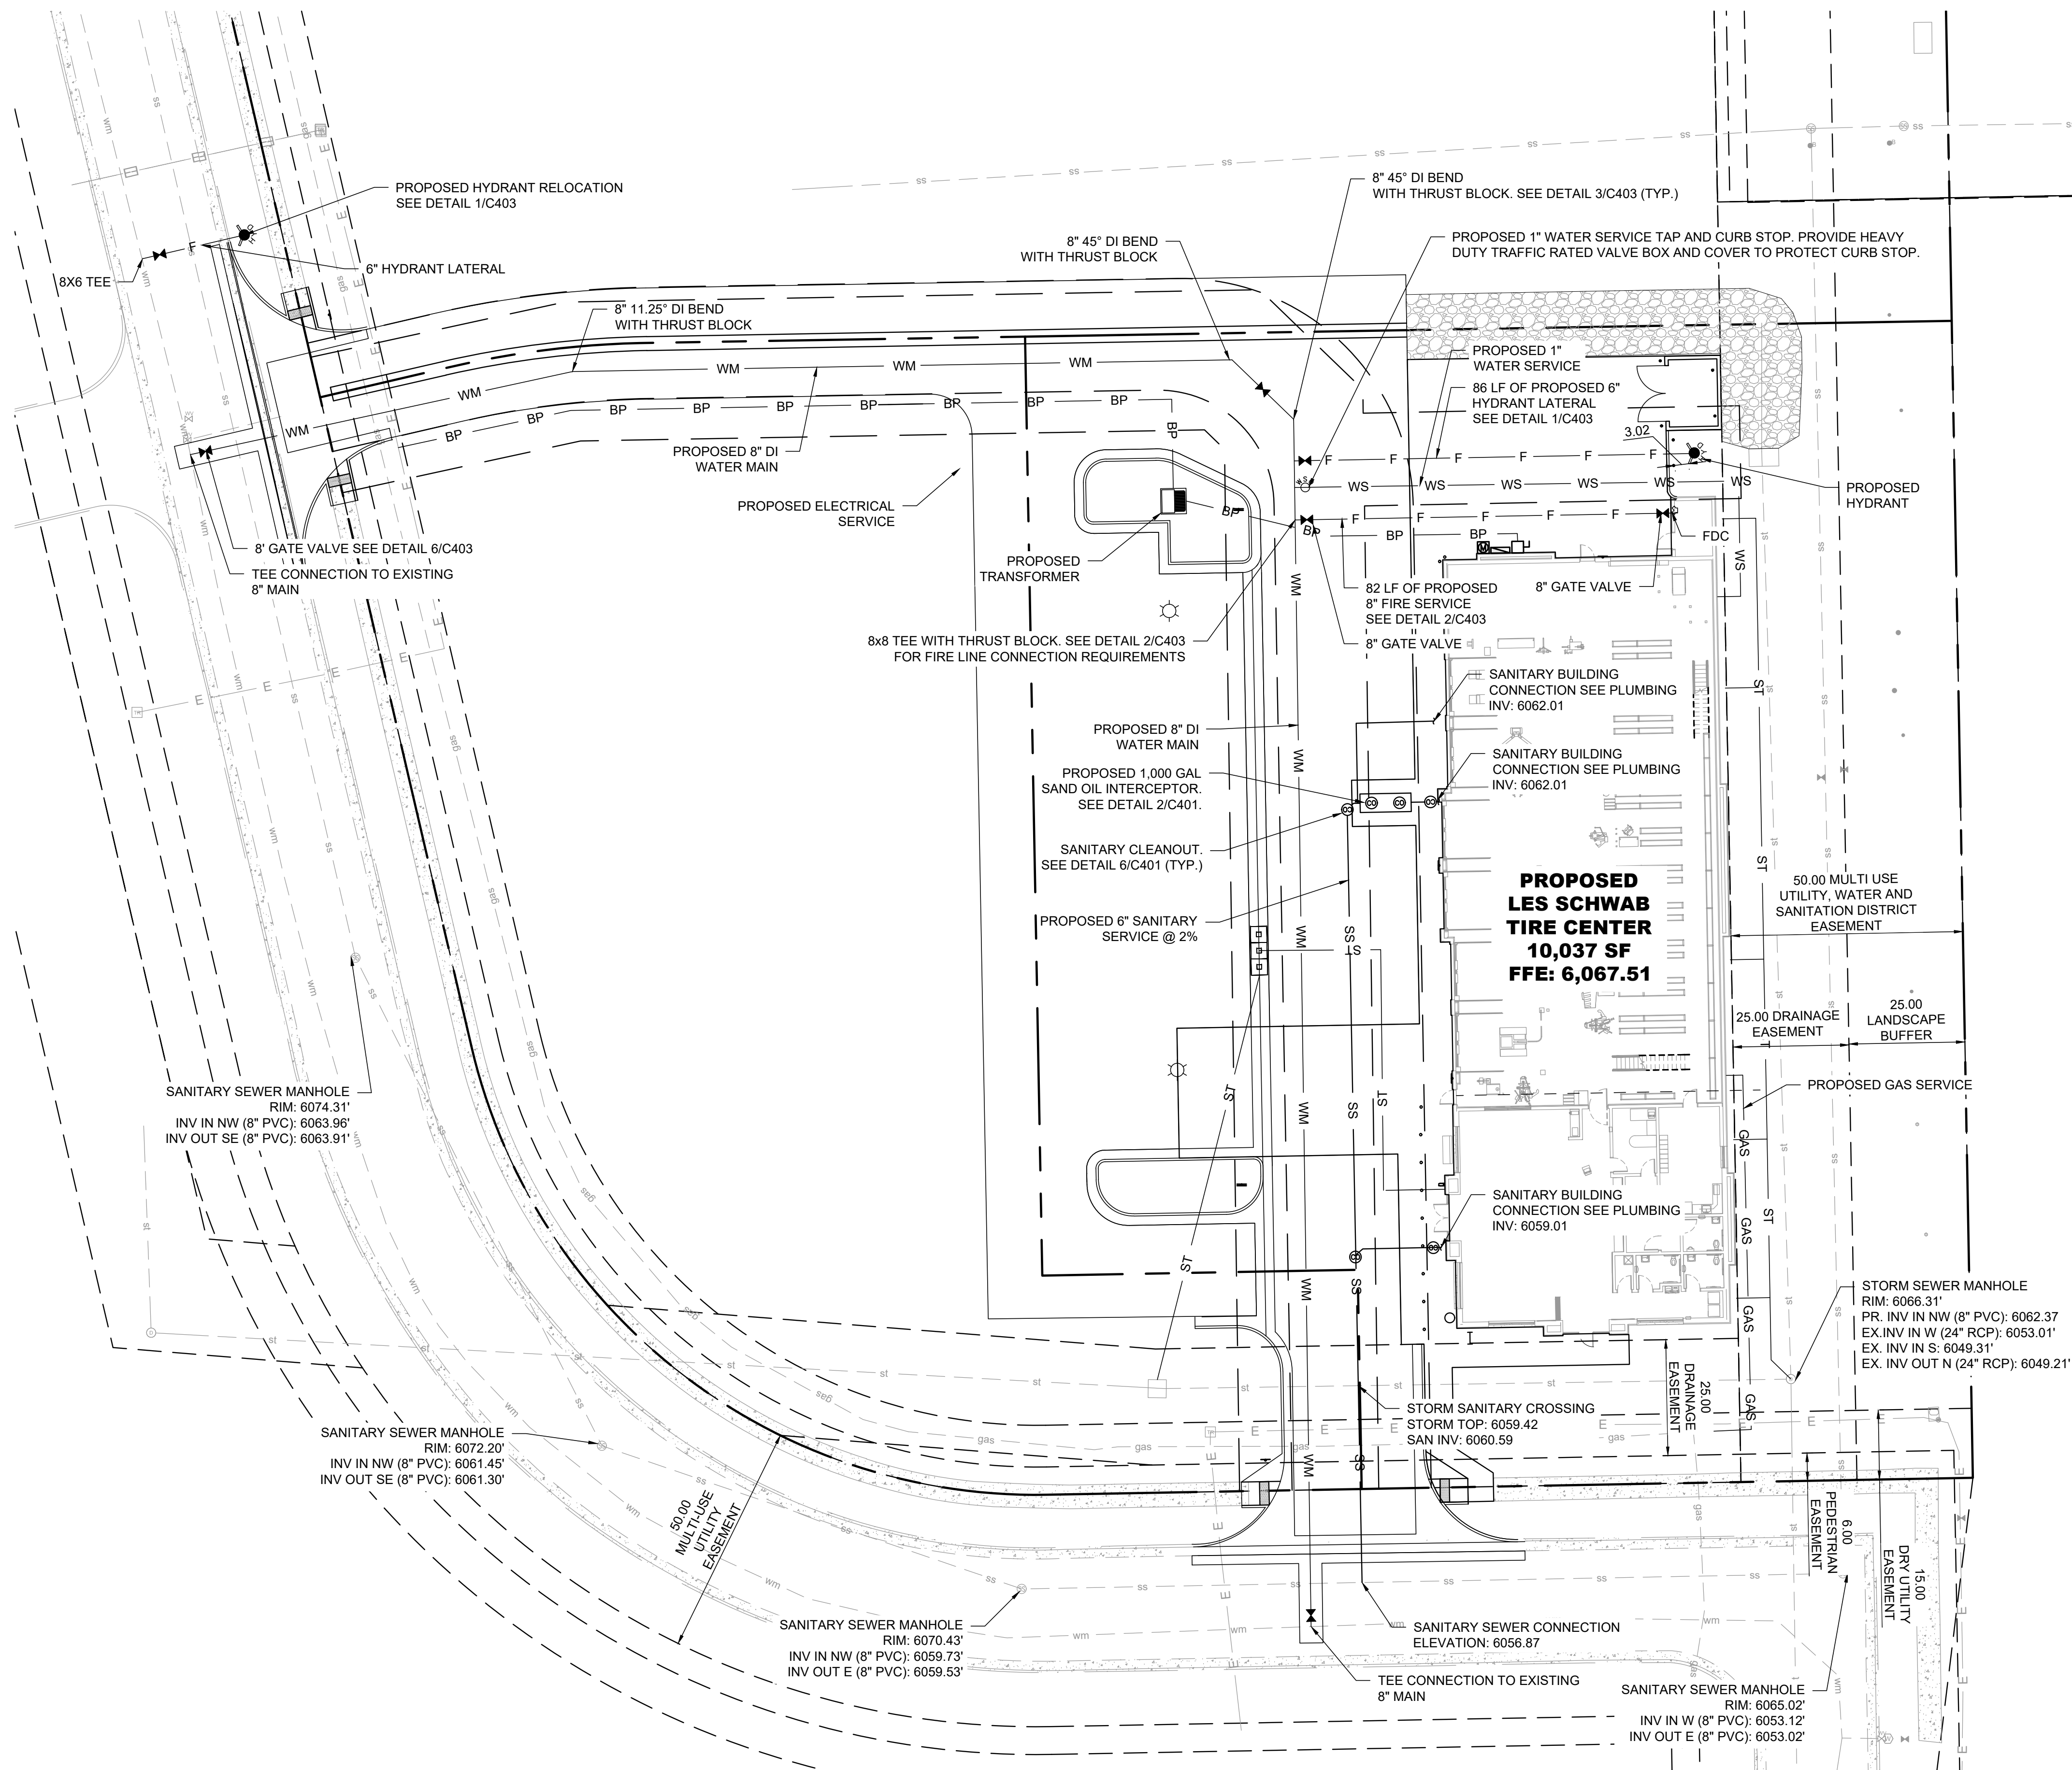 PROPOSED HYDRANT RELOCATION
SEE DETAIL 1/C403
8X6 TEE
6" HYDRANT LATERAL
8" 11.25° DI BEND
WITH THRUST BLOCK
8" 45° DI BEND
WITH THRUST BLOCK
8" 45° DI BEND
WITH THRUST BLOCK. SEE DETAIL 3/C403 (TYP.)
PROPOSED 1" WATER SERVICE TAP AND CURB STOP. PROVIDE HEAVY
DUTY TRAFFIC RATED VALVE BOX AND COVER TO PROTECT CURB STOP.
PROPOSED 1"
WATER SERVICE
86 LF OF PROPOSED 6"
HYDRANT LATERAL
SEE DETAIL 1/C403
3.02
PROPOSED
HYDRANT
FDC
8" GATE VALVE
PROPOSED 8" DI
WATER MAIN
PROPOSED ELECTRICAL
SERVICE
PROPOSED
TRANSFORMER
8' GATE VALVE SEE DETAIL 6/C403
TEE CONNECTION TO EXISTING
8" MAIN
82 LF OF PROPOSED
8" FIRE SERVICE
SEE DETAIL 2/C403
8" GATE VALVE
8x8 TEE WITH THRUST BLOCK. SEE DETAIL 2/C403
FOR FIRE LINE CONNECTION REQUIREMENTS
SANITARY BUILDING
CONNECTION SEE PLUMBING
INV: 6062.01
PROPOSED 8" DI
WATER MAIN
SANITARY BUILDING
CONNECTION SEE PLUMBING
INV: 6062.01
PROPOSED 1,000 GAL
SAND OIL INTERCEPTOR.
SEE DETAIL 2/C401.
SANITARY CLEANOUT.
SEE DETAIL 6/C401 (TYP.)
PROPOSED 6" SANITARY
SERVICE @ 2%
PROPOSED
LES SCHWAB
TIRE CENTER
10,037 SF
FFE: 6,067.51
50.00 MULTI USE
UTILITY, WATER AND
SANITATION DISTRICT
EASEMENT
25.00 DRAINAGE
EASEMENT
25.00
LANDSCAPE
BUFFER
PROPOSED GAS SERVICE
SANITARY SEWER MANHOLE
RIM: 6074.31'
INV IN NW (8" PVC): 6063.96'
INV OUT SE (8" PVC): 6063.91'
SANITARY BUILDING
CONNECTION SEE PLUMBING
INV: 6059.01
STORM SEWER MANHOLE
RIM: 6066.31'
PR. INV IN NW (8" PVC): 6062.37
EX.INV IN W (24" RCP): 6053.01'
EX. INV IN S: 6049.31'
EX. INV OUT N (24" RCP): 6049.21'
25.00
DRAINAGE
EASEMENT
STORM SANITARY CROSSING
STORM TOP: 6059.42
SAN INV: 6060.59
SANITARY SEWER MANHOLE
RIM: 6072.20'
INV IN NW (8" PVC): 6061.45'
INV OUT SE (8" PVC): 6061.30'
50.00
MULTI-USE
UTILITY
EASEMENT
6.00
PEDESTRIAN
EASEMENT
15.00
DRY UTILITY
EASEMENT
SANITARY SEWER MANHOLE
RIM: 6070.43'
INV IN NW (8" PVC): 6059.73'
INV OUT E (8" PVC): 6059.53'
SANITARY SEWER CONNECTION
ELEVATION: 6056.87
TEE CONNECTION TO EXISTING
8" MAIN
SANITARY SEWER MANHOLE
RIM: 6065.02'
INV IN W (8" PVC): 6053.12'
INV OUT E (8" PVC): 6053.02'